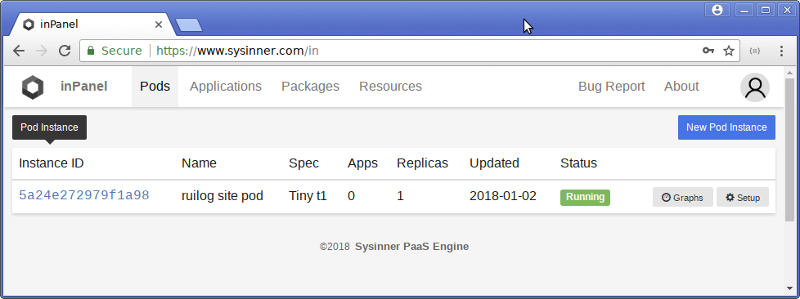 inPanel
Secure https://www.sysinner.com/in
inPanel Pods Applications Packages Resources Bug Report About
Pod Instance New Pod Instance
Instance ID Name Spec Apps Replicas Updated Status
5a24e272979f1a98 ruilog site pod Tiny t1 0 1 2018-01-02 Running Graphs Setup
©2018 Sysinner PaaS Engine